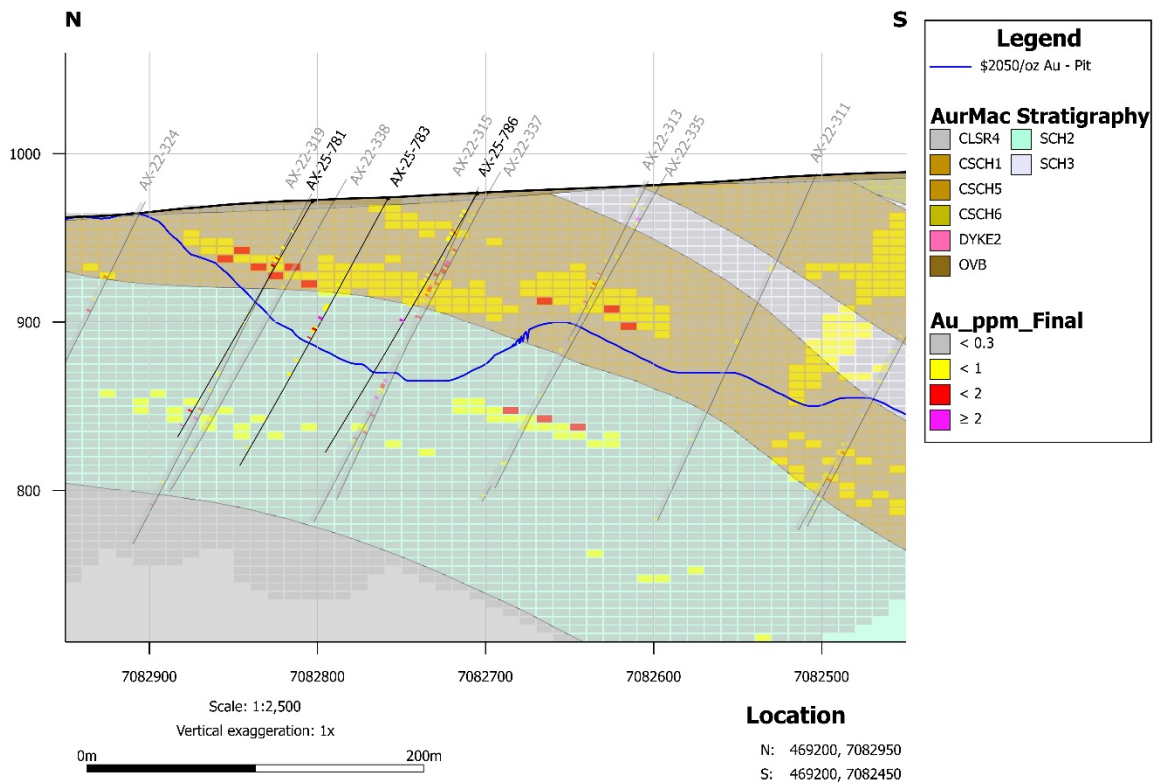 N
S
AX-22-324
AX-22-319
AX-25-781
AX-22-338
AX-25-783
AX-22-315
AX-25-786
AX-22-337
AX-22-313
AX-22-335
AX-22-311
1000
900
800
7082900
7082800
7082700
7082600
7082500
Scale: 1:2,500
Vertical exaggeration: 1x
0m
200m
Legend
$2050/oz Au - Pit
AurMac Stratigraphy
CLSR4
SCH2
CSCH1
SCH3
CSCH5
CSCH6
DYKE2
OVB
Au_ppm_Final
< 0.3
< 1
< 2
≥ 2
Location
N: 469200, 7082950
S: 469200, 7082450